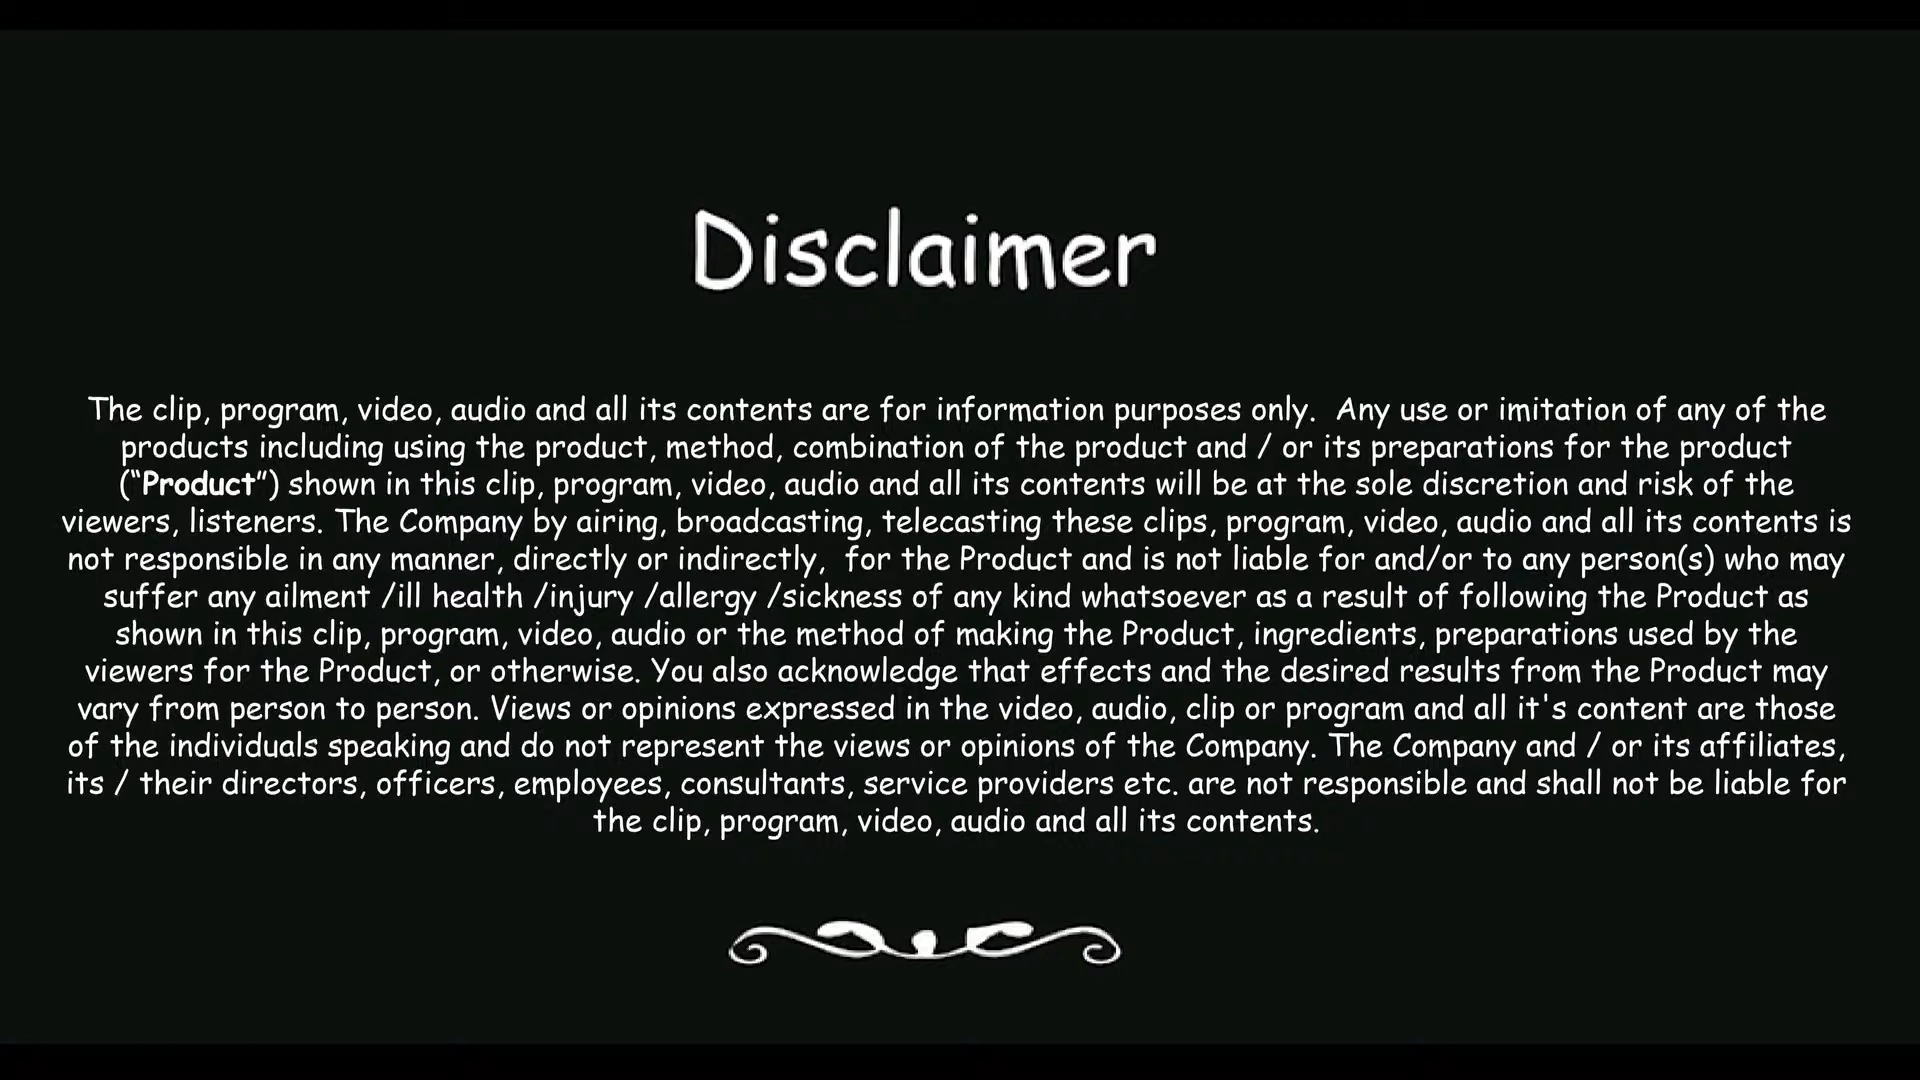 Disclaimer
The clip, program, video, audio and all its contents are for information purposes only.  Any use or imitation of any of the
products including using the product, method, combination of the product and / or its preparations for the product
(“Product”) shown in this clip, program, video, audio and all its contents will be at the sole discretion and risk of the
viewers, listeners. The Company by airing, broadcasting, telecasting these clips, program, video, audio and all its contents is
not responsible in any manner, directly or indirectly,  for the Product and is not liable for and/or to any person(s) who may
suffer any ailment /ill health /injury /allergy /sickness of any kind whatsoever as a result of following the Product as
shown in this clip, program, video, audio or the method of making the Product, ingredients, preparations used by the
viewers for the Product, or otherwise. You also acknowledge that effects and the desired results from the Product may
vary from person to person. Views or opinions expressed in the video, audio, clip or program and all it's content are those
of the individuals speaking and do not represent the views or opinions of the Company. The Company and / or its affiliates,
its / their directors, officers, employees, consultants, service providers etc. are not responsible and shall not be liable for
the clip, program, video, audio and all its contents.